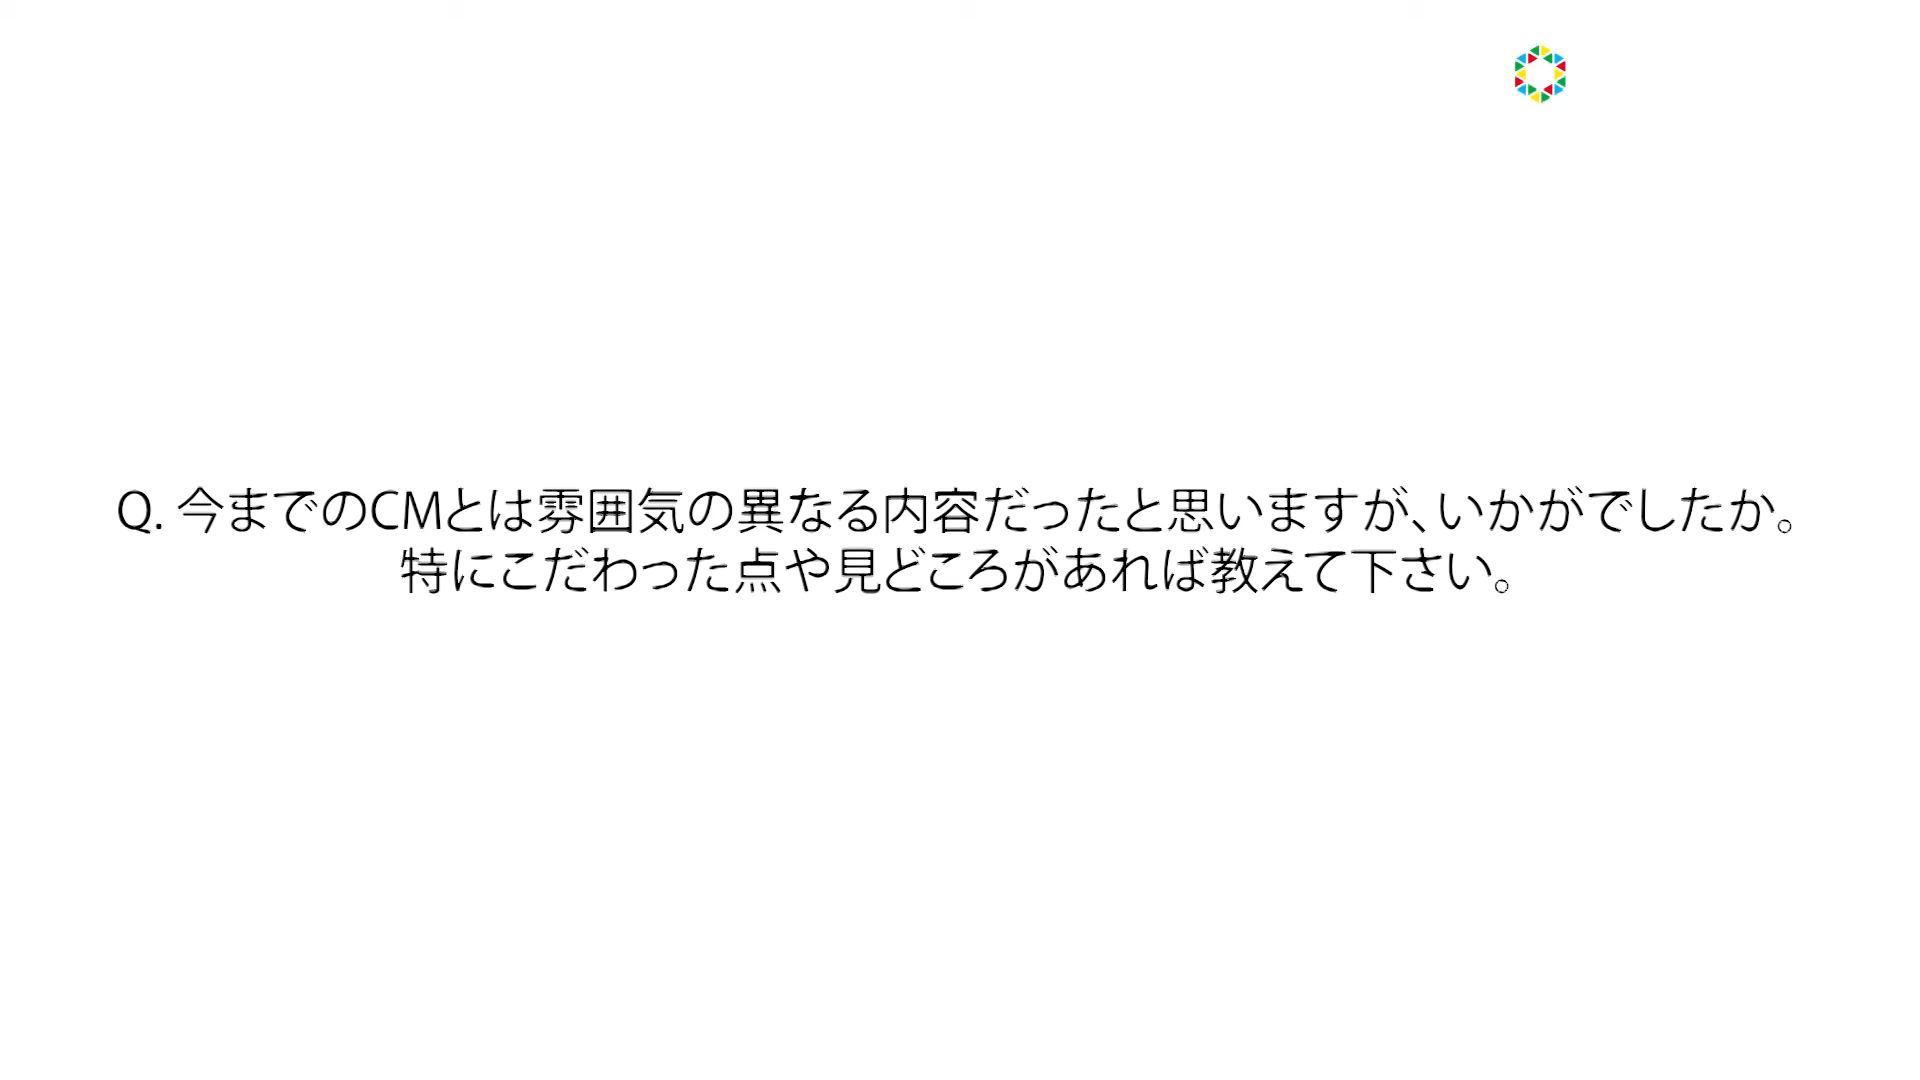 Q. 今までのCMとは雰囲気の異なる内容だったと思いますが、いかがでしたか。
特にこだわった点や見どころがあれば教えて下さい。